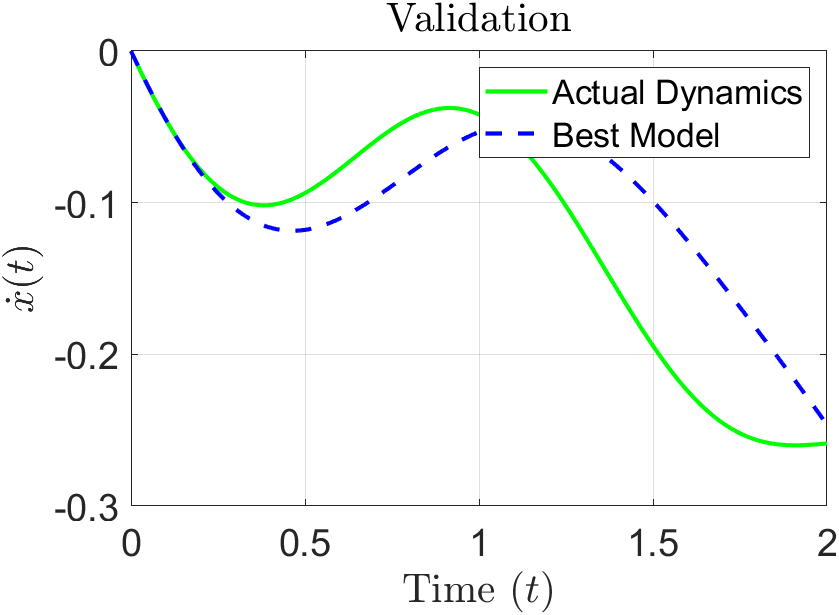 Validation
0
-0.1
-0.2
-0.3
ẋ(t)
Actual Dynamics
Best Model
0 0.5 1 1.5 2
Time (t)